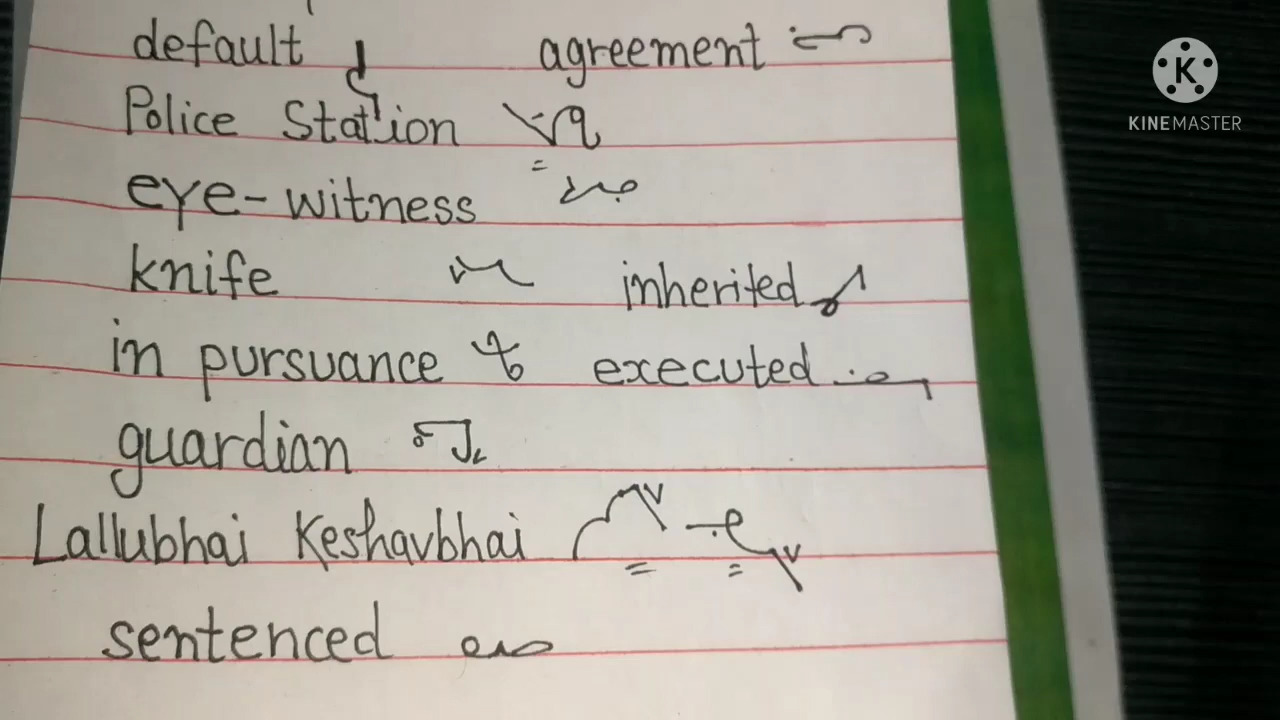 default agreement
Police Station
eye-witness
knife inherited
in pursuance executed
guardian
Lallubhai Keshavbhai
sentenced
KINEMASTER